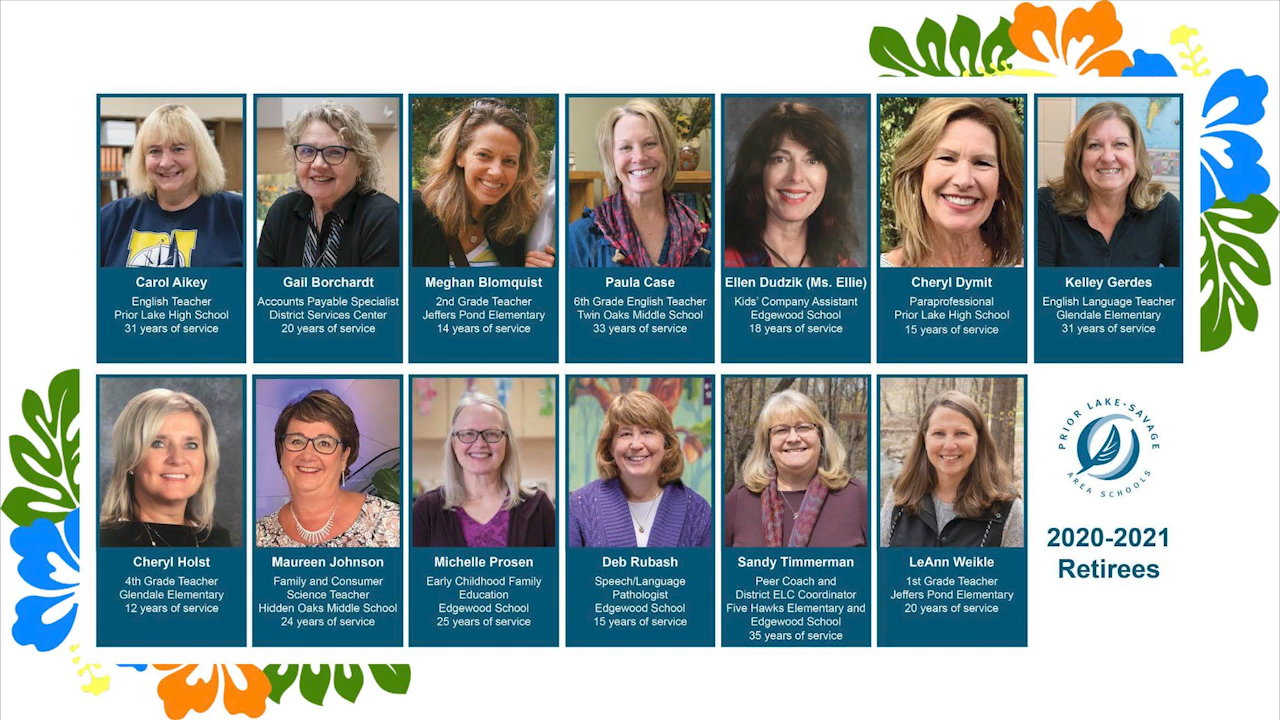 Carol Aikey
English Teacher
Prior Lake High School
31 years of service
Gail Borchardt
Accounts Payable Specialist
District Services Center
20 years of service
Meghan Blomquist
2nd Grade Teacher
Jeffers Pond Elementary
14 years of service
Paula Case
6th Grade English Teacher
Twin Oaks Middle School
33 years of service
Ellen Dudzik (Ms. Ellie)
Kids' Company Assistant
Edgewood School
18 years of service
Cheryl Dymit
Paraprofessional
Prior Lake High School
15 years of service
Kelley Gerdes
English Language Teacher
Glendale Elementary
31 years of service
Cheryl Holst
4th Grade Teacher
Glendale Elementary
12 years of service
Maureen Johnson
Family and Consumer
Science Teacher
Hidden Oaks Middle School
24 years of service
Michelle Prosen
Early Childhood Family
Education
Edgewood School
25 years of service
Deb Rubash
Speech/Language
Pathologist
Edgewood School
15 years of service
Sandy Timmerman
Peer Coach and
District ELC Coordinator
Five Hawks Elementary and
Edgewood School
35 years of service
LeAnn Weikle
1st Grade Teacher
Jeffers Pond Elementary
20 years of service
PRIOR LAKE-SAVAGE
AREA SCHOOLS
2020-2021
Retirees